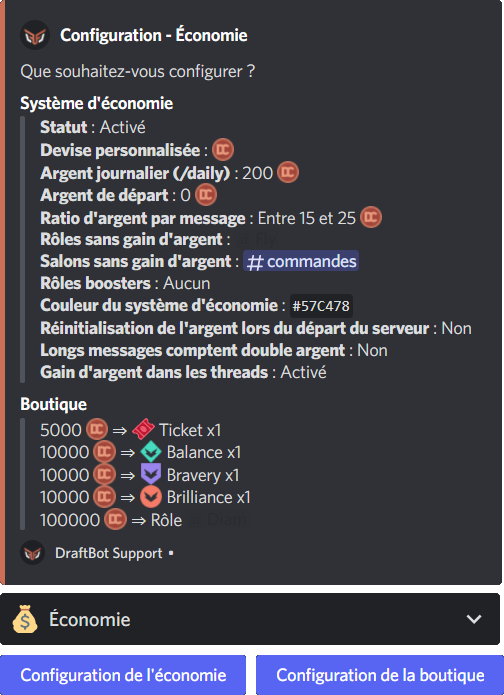 Configuration - Économie
Que souhaitez-vous configurer ?
Système d'économie
Statut : Activé
Devise personnalisée :
Argent journalier (/daily) : 200
Argent de départ : 0
Ratio d'argent par message : Entre 15 et 25
Rôles sans gain d'argent :
Salons sans gain d'argent : # commandes
Rôles boosters : Aucun
Couleur du système d'économie : #57C478
Réinitialisation de l'argent lors du départ du serveur : Non
Longs messages comptent double argent : Non
Gain d'argent dans les threads : Activé
Boutique
5000 ⇒ Ticket x1
10000 ⇒ Balance x1
10000 ⇒ Bravery x1
10000 ⇒ Brilliance x1
100000 ⇒ Rôle
DraftBot Support •
Économie
Configuration de l'économie
Configuration de la boutique